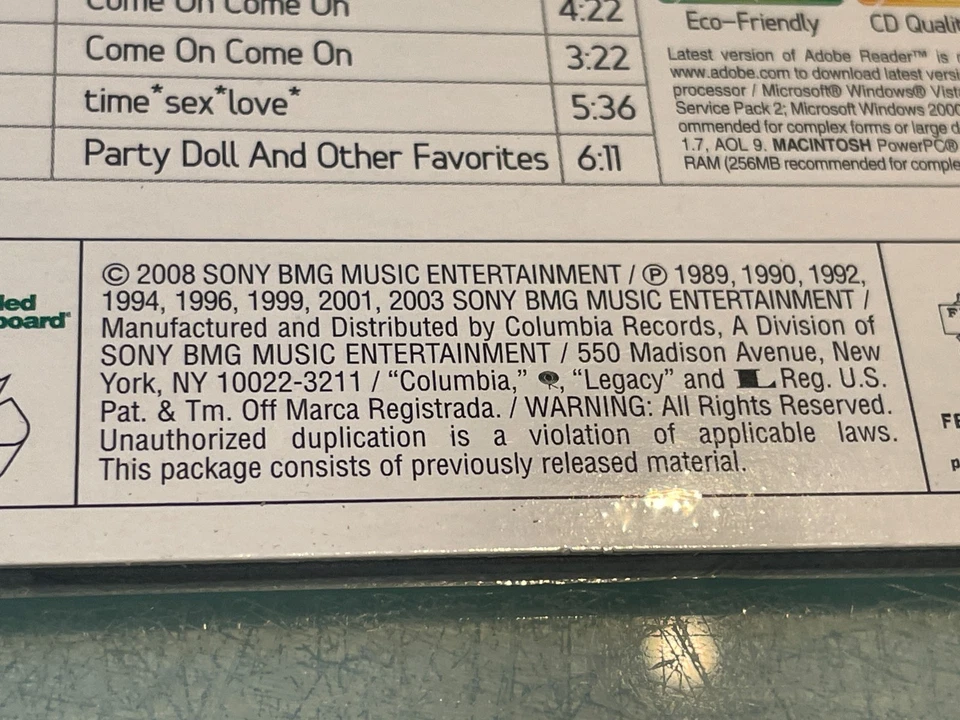 Come On Come On 4:22
Come On Come On 3:22
time*sex*love* 5:36
Party Doll And Other Favorites 6:11
Eco-Friendly CD
Latest version of Adobe Reader™ is
www.adobe.com to download latest
processor / Microsoft® Windows®
Service Pack 2; Microsoft Windows
ommended for complex forms or large
1.7, AOL 9. MACINTOSH PowerPC®
RAM (256MB recommended for
© 2008 SONY BMG MUSIC ENTERTAINMENT / ℗ 1989, 1990, 1992,
1994, 1996, 1999, 2001, 2003 SONY BMG MUSIC ENTERTAINMENT /
Manufactured and Distributed by Columbia Records, A Division of
SONY BMG MUSIC ENTERTAINMENT / 550 Madison Avenue, New
York, NY 10022-3211 / “Columbia,” , “Legacy” and L Reg. U.S.
Pat. & Tm. Off Marca Registrada. / WARNING: All Rights Reserved.
Unauthorized duplication is a violation of applicable laws.
This package consists of previously released material.